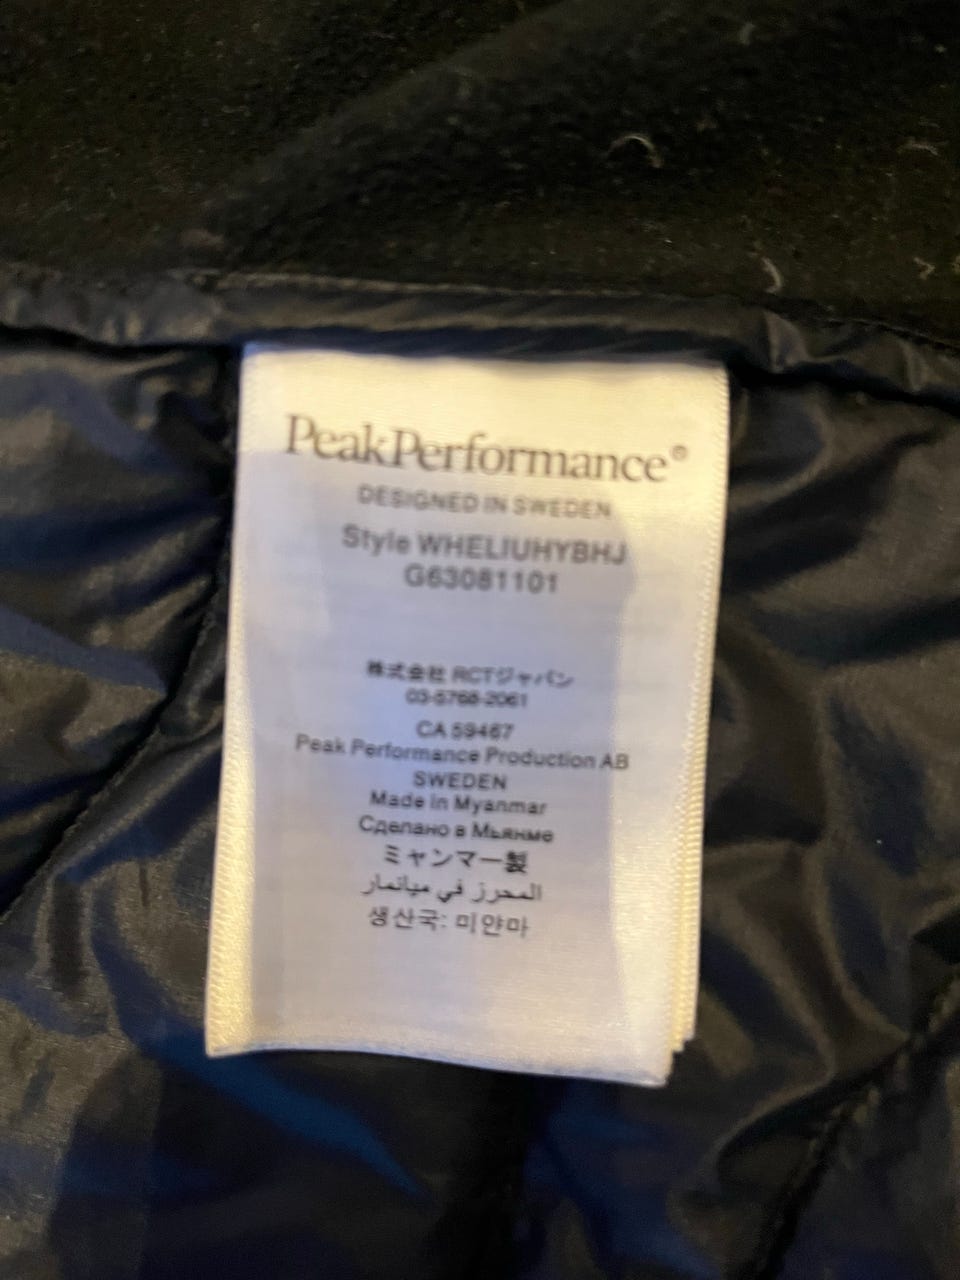 PeakPerformance®
DESIGNED IN SWEDEN
Style WHELIUHYBHJ
G63081101
株式会社 RCTジャパン
03-5768-2061
CA 59467
Peak Performance Production AB
SWEDEN
Made in Myanmar
Сделано в Мьянме
ミャンマー製
المحرز في ميانمار
생산국: 미얀마